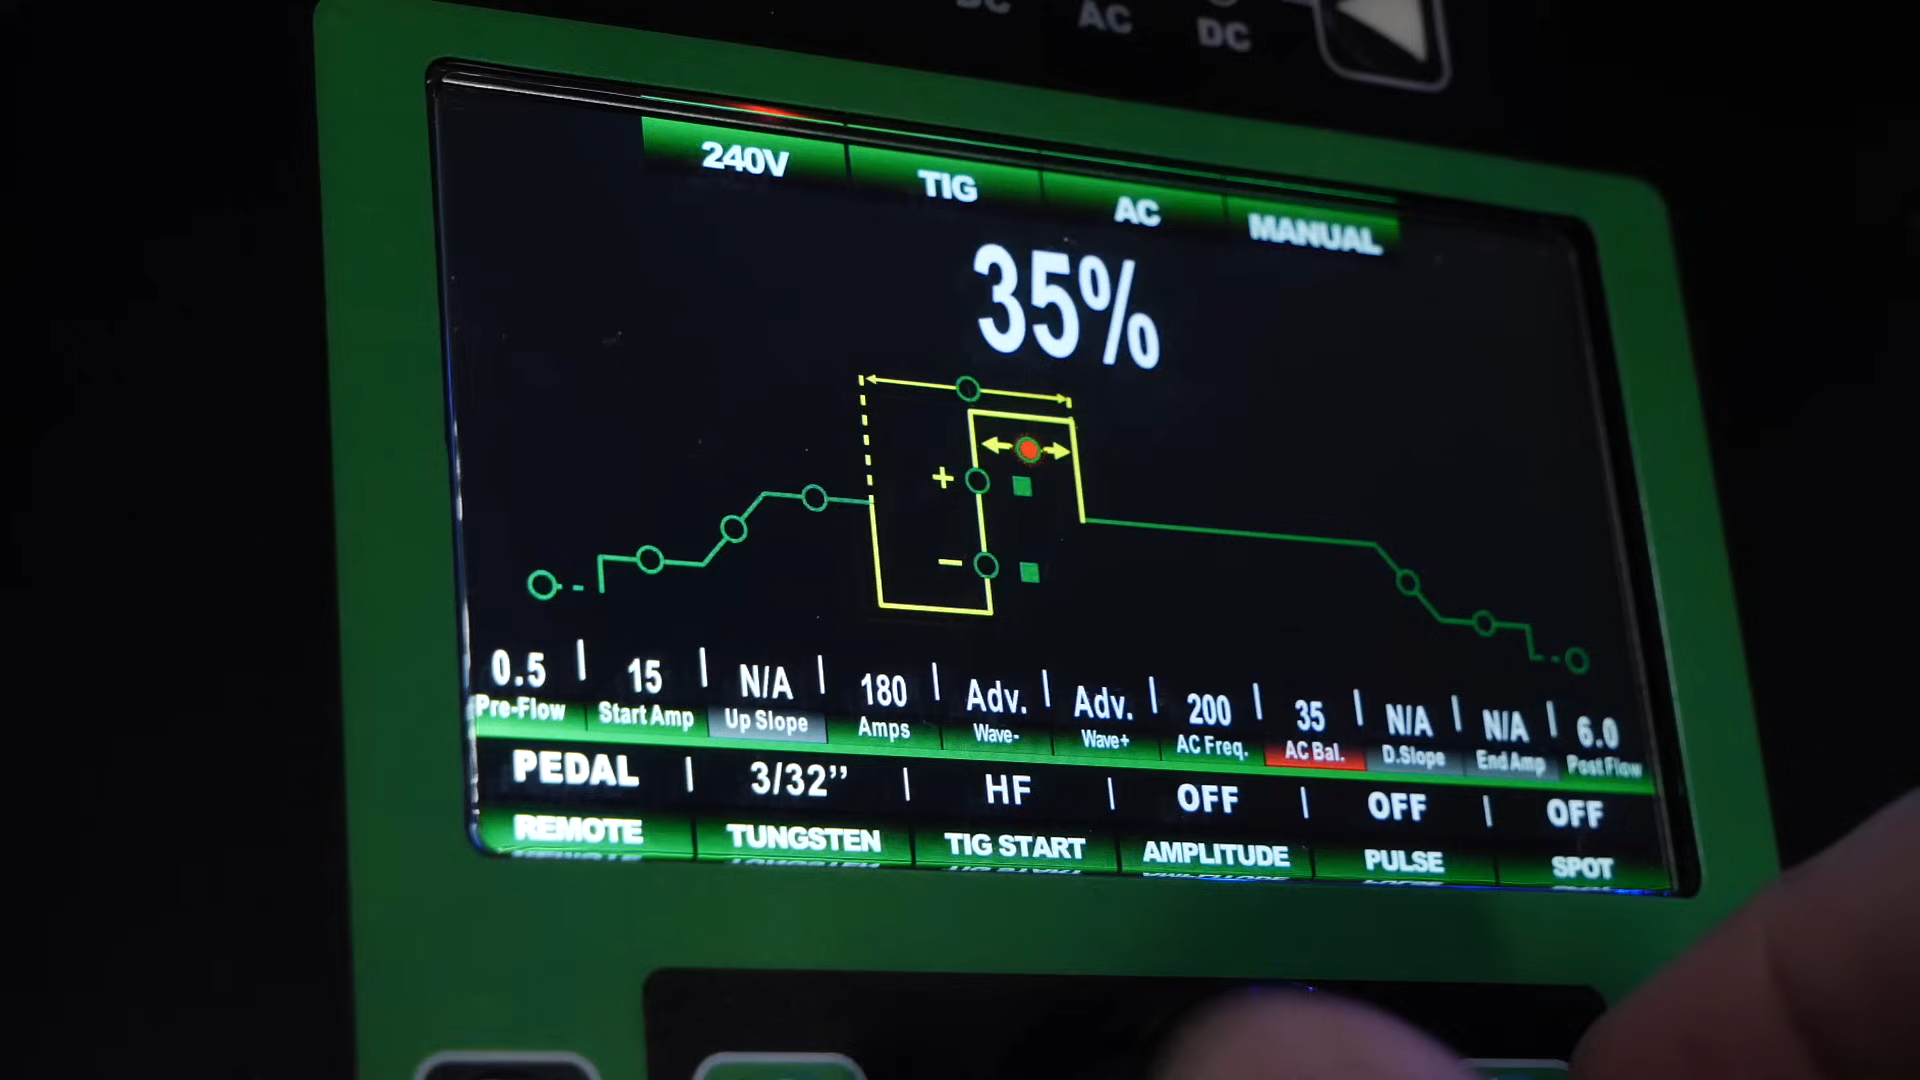 DC AC DC
240V TIG AC MANUAL
35%
+
−
0.5 | 15 | N/A | 180 | Adv. | Adv. | 200 | 35 | N/A | N/A | 6.0
Pre-Flow Start Amp Up Slope Amps Wave- Wave+ AC Freq. AC Bal. D.Slope End Amp Post Flow
PEDAL | 3/32” | HF | OFF | OFF | OFF
REMOTE TUNGSTEN TIG START AMPLITUDE PULSE SPOT